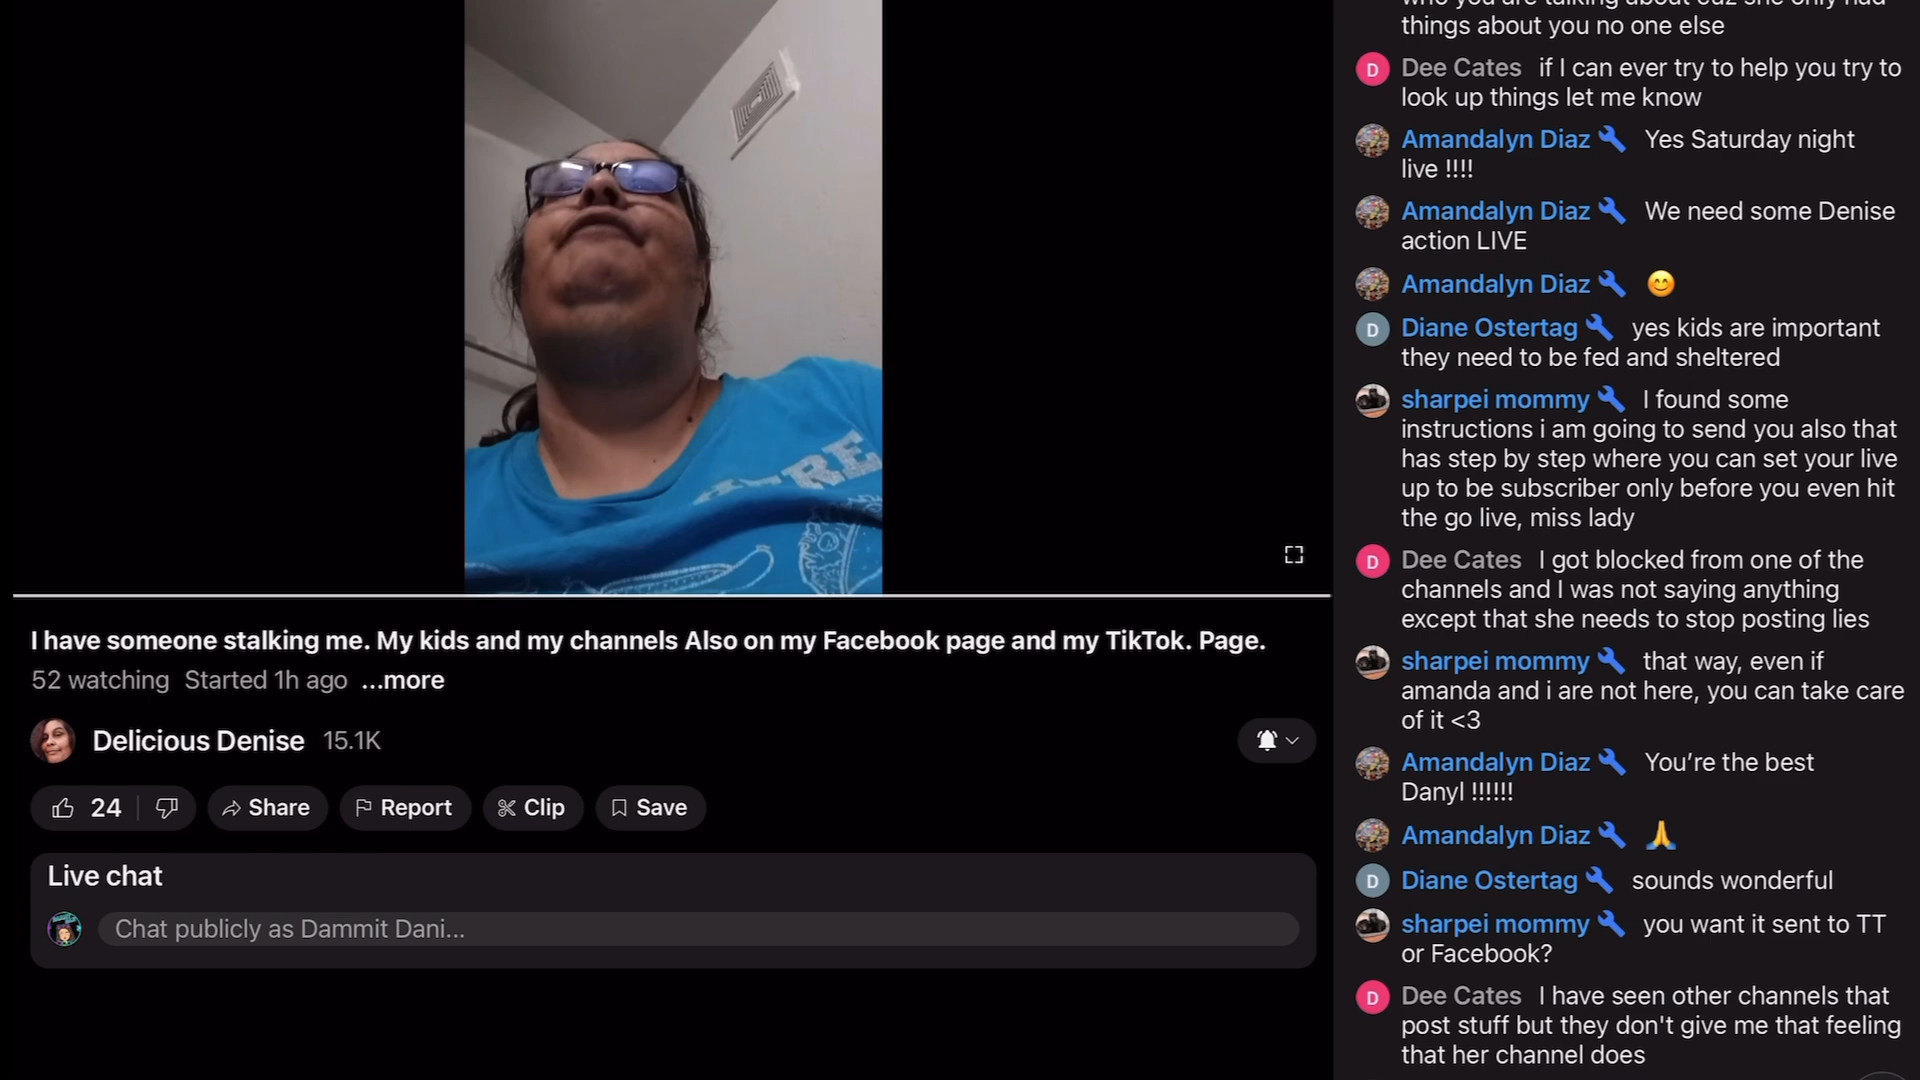 RE
I have someone stalking me. My kids and my channels Also on my Facebook page and my TikTok. Page.
52 watching Started 1h ago ...more
Delicious Denise 15.1K
24 Share Report Clip Save
Live chat
Chat publicly as Dammit Dani...
things about you no one else
Dee Cates if I can ever try to help you try to
look up things let me know
Amandalyn Diaz Yes Saturday night
live !!!!
Amandalyn Diaz We need some Denise
action LIVE
Amandalyn Diaz 😊
D Diane Ostertag yes kids are important
they need to be fed and sheltered
sharpei mommy I found some
instructions i am going to send you also that
has step by step where you can set your live
up to be subscriber only before you even hit
the go live, miss lady
D Dee Cates I got blocked from one of the
channels and I was not saying anything
except that she needs to stop posting lies
sharpei mommy that way, even if
amanda and i are not here, you can take care
of it <3
Amandalyn Diaz You’re the best
Danyl !!!!!!
Amandalyn Diaz 🙏
D Diane Ostertag sounds wonderful
sharpei mommy you want it sent to TT
or Facebook?
D Dee Cates I have seen other channels that
post stuff but they don't give me that feeling
that her channel does